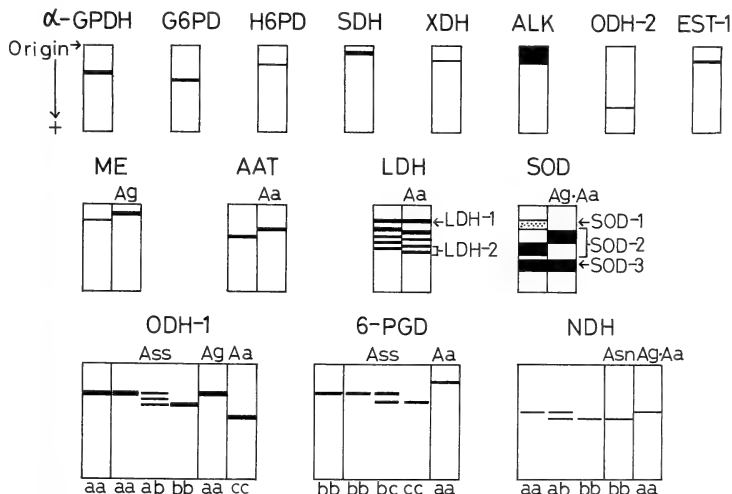 α-GPDH G6PD H6PD SDH XDH ALK ODH-2 EST-1
Origin→
+
ME AAT LDH SOD
Ag Aa Aa Ag·Aa
←LDH-1 ←SOD-1
LDH-2 SOD-2
←SOD-3
ODH-1 6-PGD NDH
Ass Ag Aa Ass Aa Asn Ag·Aa
aa aa ab bb aa cc bb bb bc cc aa aa ab bb bb aa